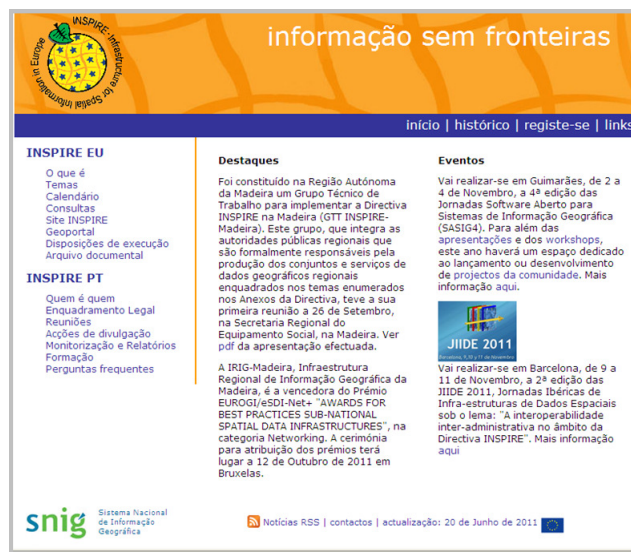 INSPIRE: Infrastructure for Spatial Information in Europe
informação sem fronteiras
início | histórico | registe-se | links
INSPIRE EU
O que é
Temas
Calendário
Consultas
Site INSPIRE
Geoportal
Disposições de execução
Arquivo documental
INSPIRE PT
Quem é quem
Enquadramento Legal
Reuniões
Acções de divulgação
Monitorização e Relatórios
Formação
Perguntas frequentes
Destaques
Foi constituído na Região Autónoma
da Madeira um Grupo Técnico de
Trabalho para implementar a Directiva
INSPIRE na Madeira (GTT INSPIRE-
Madeira). Este grupo, que integra as
autoridades públicas regionais que
são formalmente responsáveis pela
produção dos conjuntos e serviços de
dados geográficos regionais
enquadrados nos temas enumerados
nos Anexos da Directiva, teve a sua
primeira reunião a 26 de Setembro,
na Secretaria Regional do
Equipamento Social, na Madeira. Ver
pdf da apresentação efectuada.
A IRIG-Madeira, Infraestrutura
Regional de Informação Geográfica da
Madeira, é a vencedora do Prémio
EUROGI/eSDI-Net+ "AWARDS FOR
BEST PRACTICES SUB-NATIONAL
SPATIAL DATA INFRASTRUCTURES", na
categoria Networking. A cerimónia
para atribuição dos prémios terá
lugar a 12 de Outubro de 2011 em
Bruxelas.
Eventos
Vai realizar-se em Guimarães, de 2 a
4 de Novembro, a 4ª edição das
Jornadas Software Aberto para
Sistemas de Informação Geográfica
(SASIG4). Para além das
apresentações e dos workshops,
este ano haverá um espaço dedicado
ao lançamento ou desenvolvimento
de projectos da comunidade. Mais
informação aqui.
JIIDE 2011
Barcelona, 9,10 y 11 de Noviembre
Vai realizar-se em Barcelona, de 9 a
11 de Novembro, a 2ª edição das
JIIDE 2011, Jornadas Ibéricas de
Infra-estruturas de Dados Espaciais
sob o lema: "A interoperabilidade
inter-administrativa no âmbito da
Directiva INSPIRE". Mais informação
aqui
snig
Sistema Nacional
de Informação
Geográfica
Notícias RSS | contactos | actualização: 20 de Junho de 2011